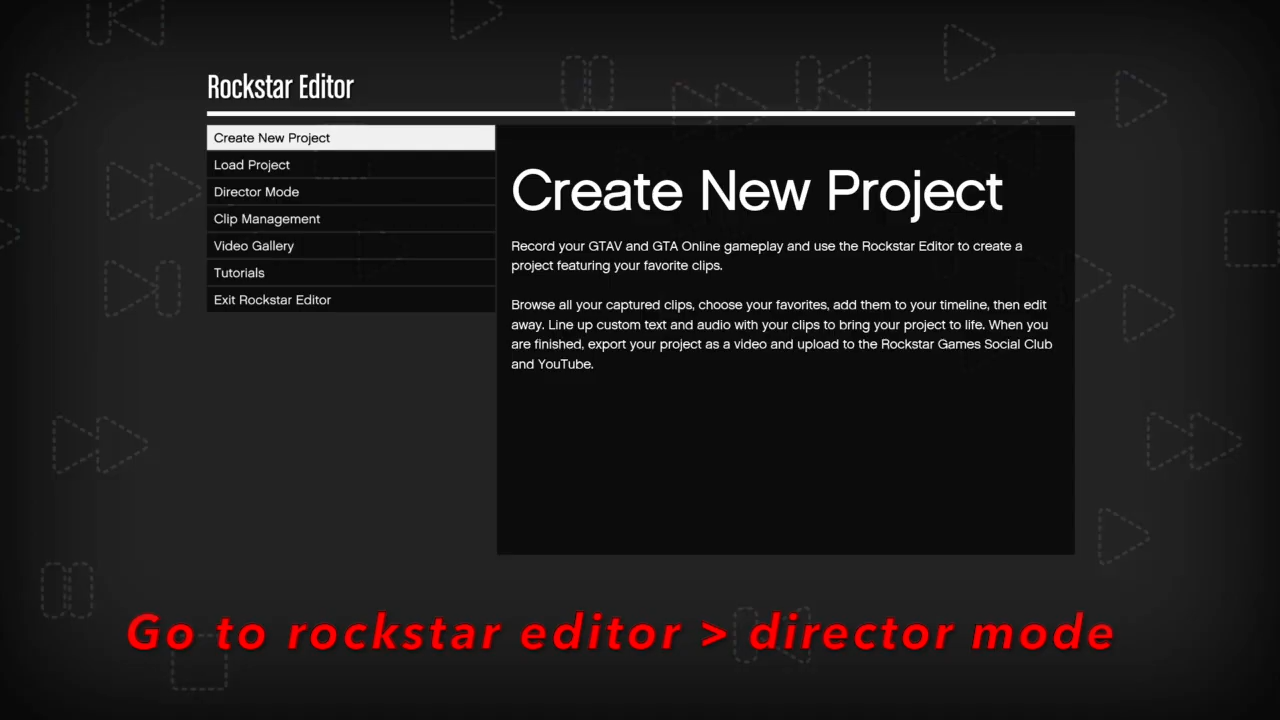 Rockstar Editor
Create New Project
Load Project
Director Mode
Clip Management
Video Gallery
Tutorials
Exit Rockstar Editor
Create New Project
Record your GTAV and GTA Online gameplay and use the Rockstar Editor to create a
project featuring your favorite clips.
Browse all your captured clips, choose your favorites, add them to your timeline, then edit
away. Line up custom text and audio with your clips to bring your project to life. When you
are finished, export your project as a video and upload to the Rockstar Games Social Club
and YouTube.
Go to rockstar editor > director mode